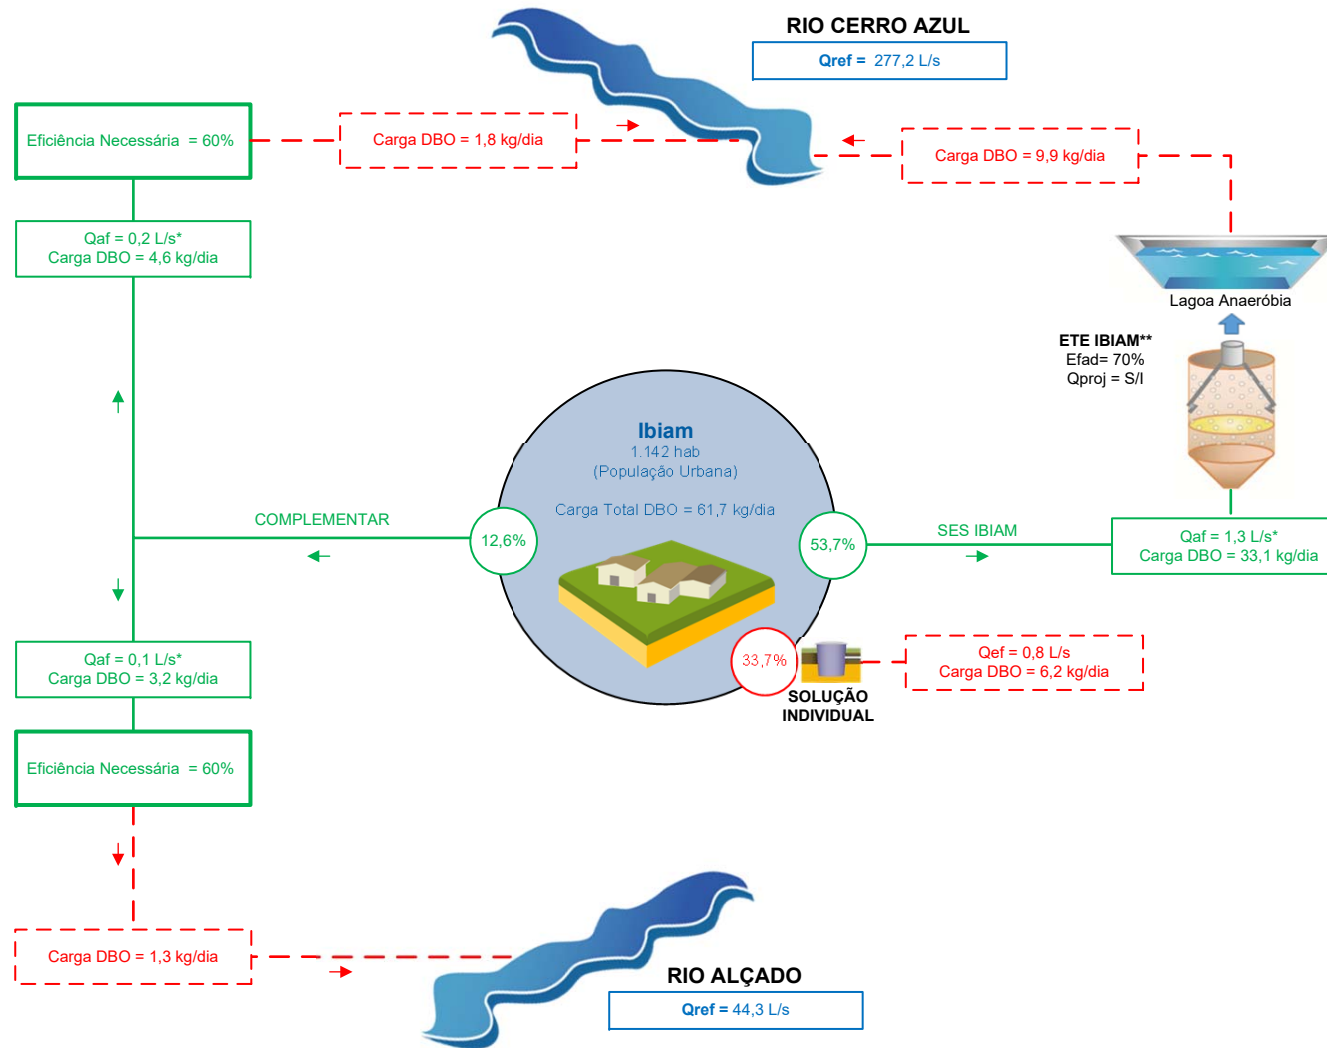 RIO CERRO AZUL
Qref = 277,2 L/s
Eficiência Necessária = 60%
Carga DBO = 1,8 kg/dia
Carga DBO = 9,9 kg/dia
Qaf = 0,2 L/s*
Carga DBO = 4,6 kg/dia
Lagoa Anaeróbia
ETE IBIAM**
Efad= 70%
Qproj = S/I
Ibiam
1.142 hab
(População Urbana)
Carga Total DBO = 61,7 kg/dia
COMPLEMENTAR
12,6%
53,7%
SES IBIAM
Qaf = 1,3 L/s*
Carga DBO = 33,1 kg/dia
33,7%
SOLUÇÃO
INDIVIDUAL
Qef = 0,8 L/s
Carga DBO = 6,2 kg/dia
Qaf = 0,1 L/s*
Carga DBO = 3,2 kg/dia
Eficiência Necessária = 60%
Carga DBO = 1,3 kg/dia
RIO ALÇADO
Qref = 44,3 L/s